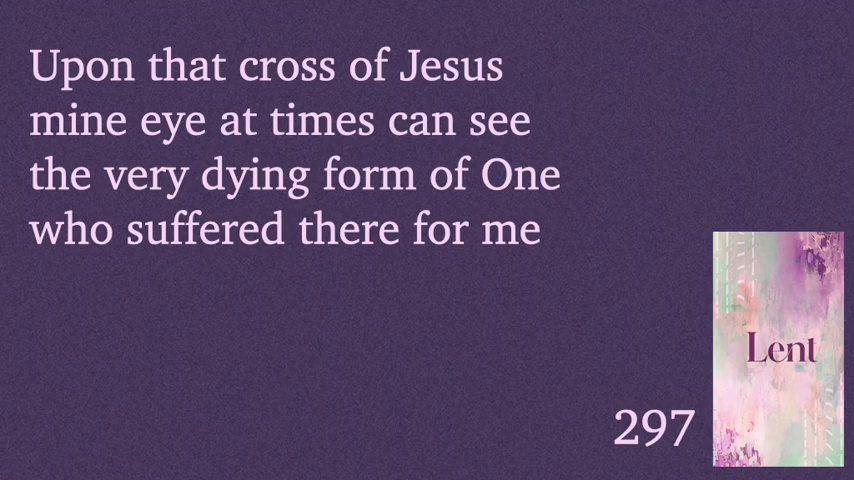 Upon that cross of Jesus
mine eye at times can see
the very dying form of One
who suffered there for me
Lent
297